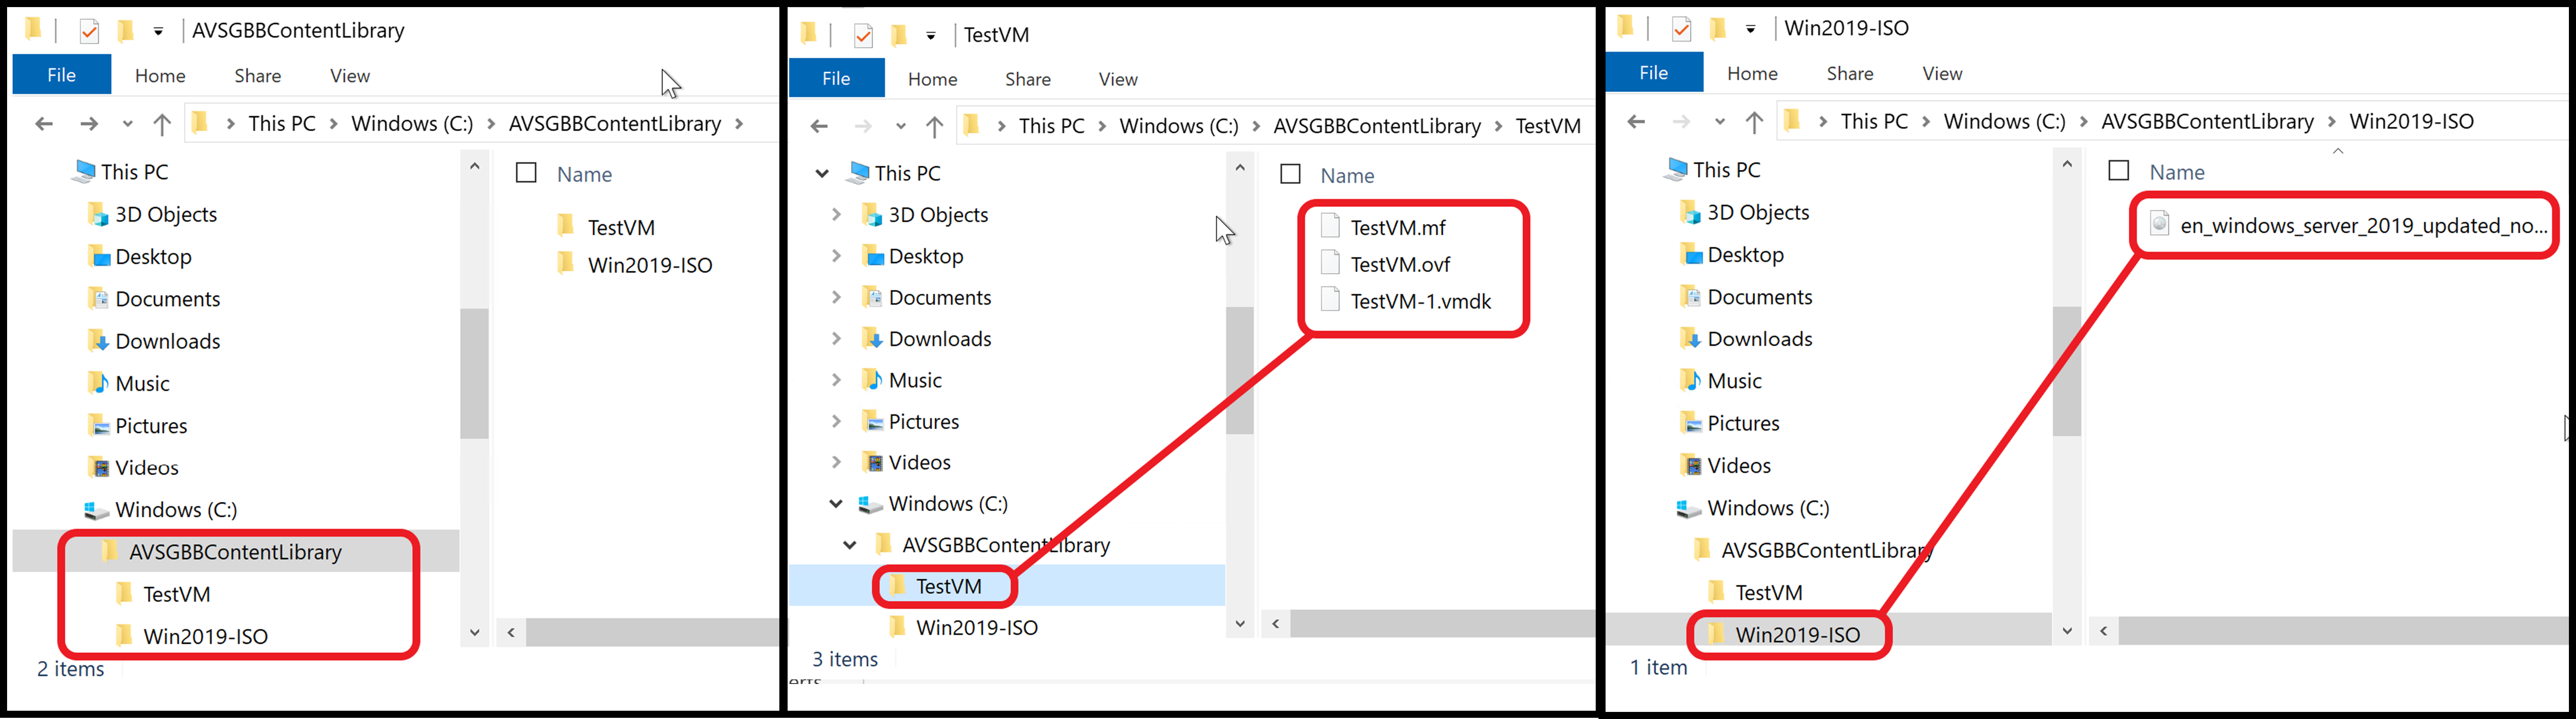 AVSGBBContentLibrary
File Home Share View
This PC Windows (C:) AVSGBBContentLibrary
This PC
3D Objects
Desktop
Documents
Downloads
Music
Pictures
Videos
Windows (C:)
AVSGBBContentLibrary
TestVM
Win2019-ISO
Name
TestVM
Win2019-ISO
2 items
TestVM
File Home Share View
This PC Windows (C:) AVSGBBContentLibrary TestVM
This PC
3D Objects
Desktop
Documents
Downloads
Music
Pictures
Videos
Windows (C:)
AVSGBBContentLibrary
TestVM
Win2019-ISO
Name
TestVM.mf
TestVM.ovf
TestVM-1.vmdk
3 items
Win2019-ISO
File Home Share View
This PC Windows (C:) AVSGBBContentLibrary Win2019-ISO
This PC
3D Objects
Desktop
Documents
Downloads
Music
Pictures
Videos
Windows (C:)
AVSGBBContentLibrary
TestVM
Win2019-ISO
Name
en_windows_server_2019_updated_no...
1 item